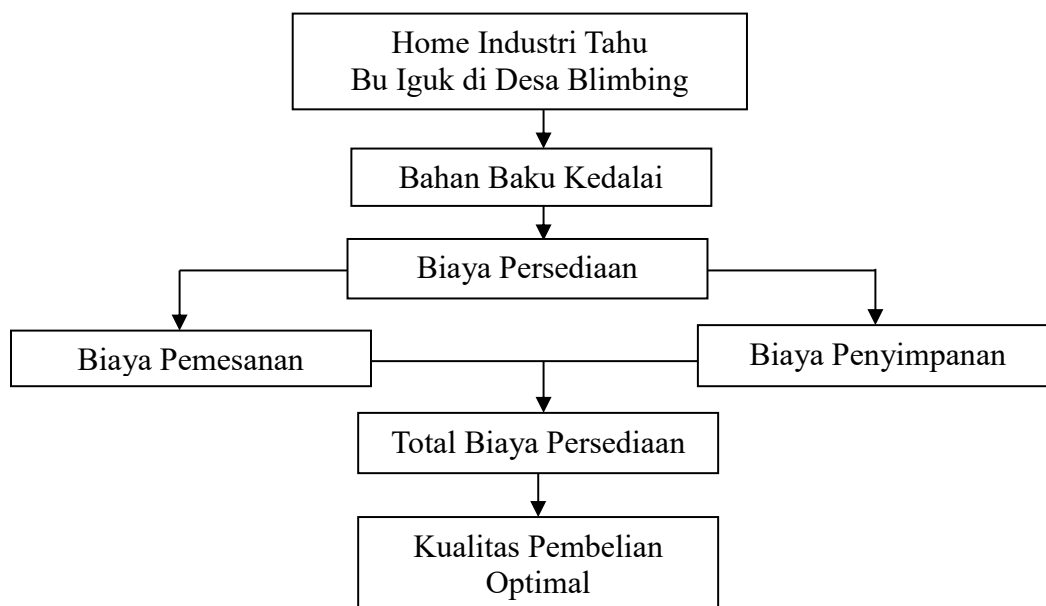 Home Industri Tahu
Bu Iguk di Desa Blimbing
Bahan Baku Kedalai
Biaya Persediaan
Biaya Pemesanan
Biaya Penyimpanan
Total Biaya Persediaan
Kualitas Pembelian
Optimal